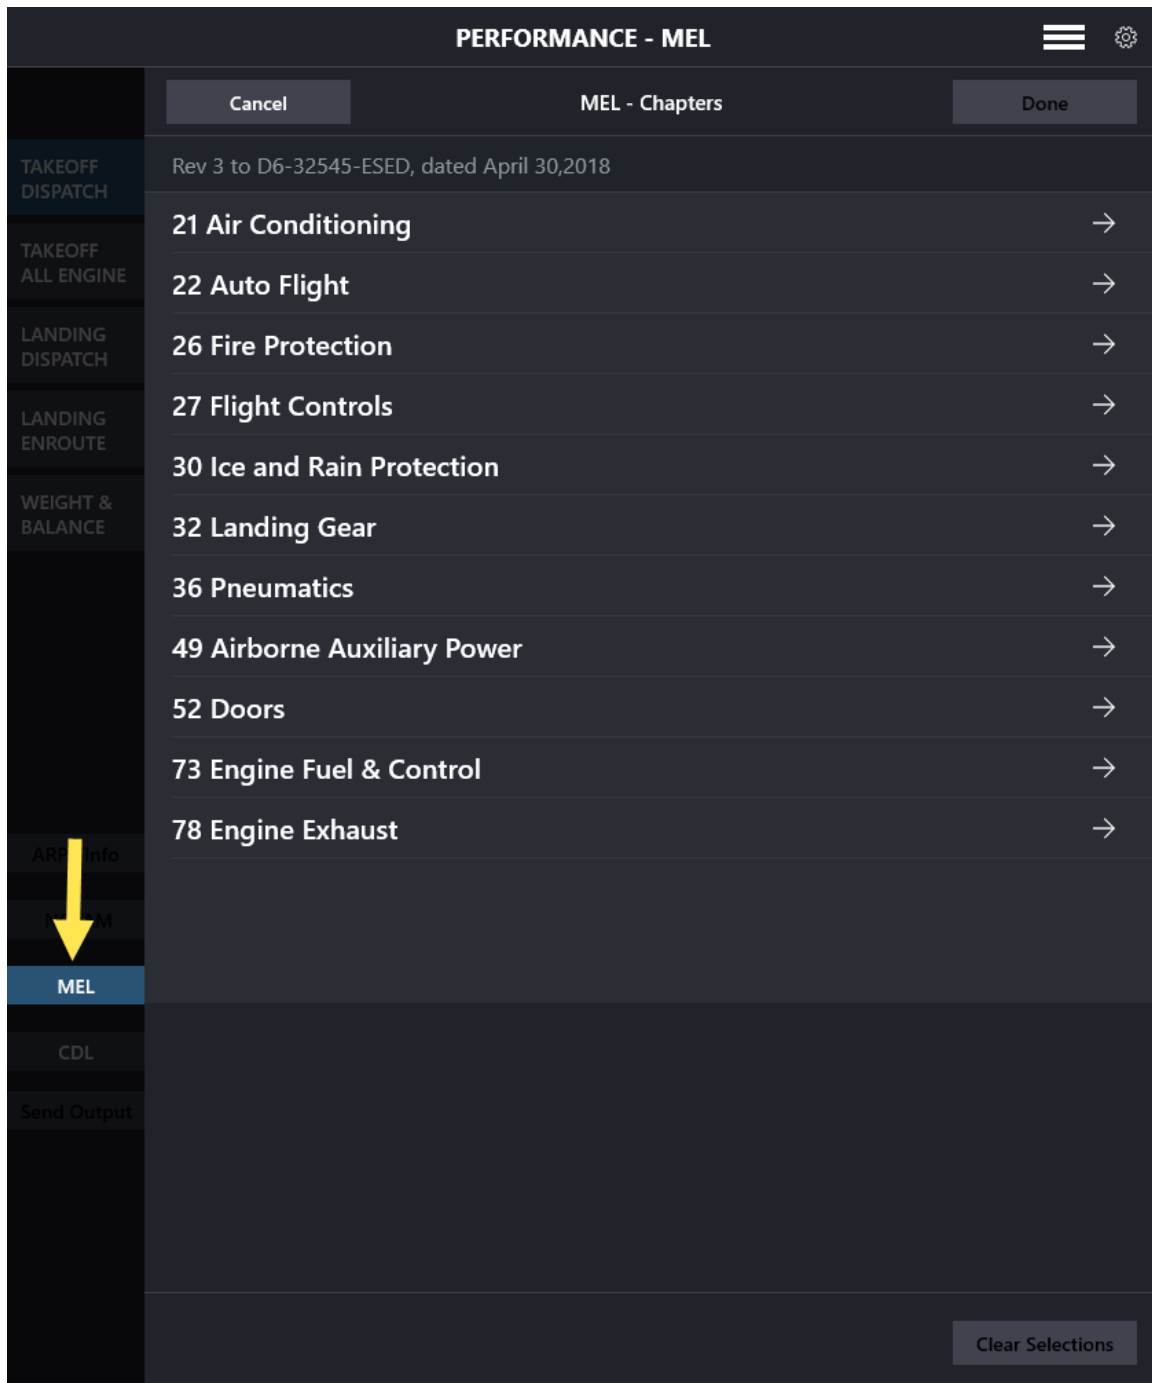 PERFORMANCE - MEL
Cancel
MEL - Chapters
Done
Rev 3 to D6-32545-ESED, dated April 30,2018
TAKEOFF
DISPATCH
TAKEOFF
ALL ENGINE
LANDING
DISPATCH
LANDING
ENROUTE
WEIGHT &
BALANCE
21 Air Conditioning
22 Auto Flight
26 Fire Protection
27 Flight Controls
30 Ice and Rain Protection
32 Landing Gear
36 Pneumatics
49 Airborne Auxiliary Power
52 Doors
73 Engine Fuel & Control
78 Engine Exhaust
Info
MEL
CDL
Send Output
Clear Selections